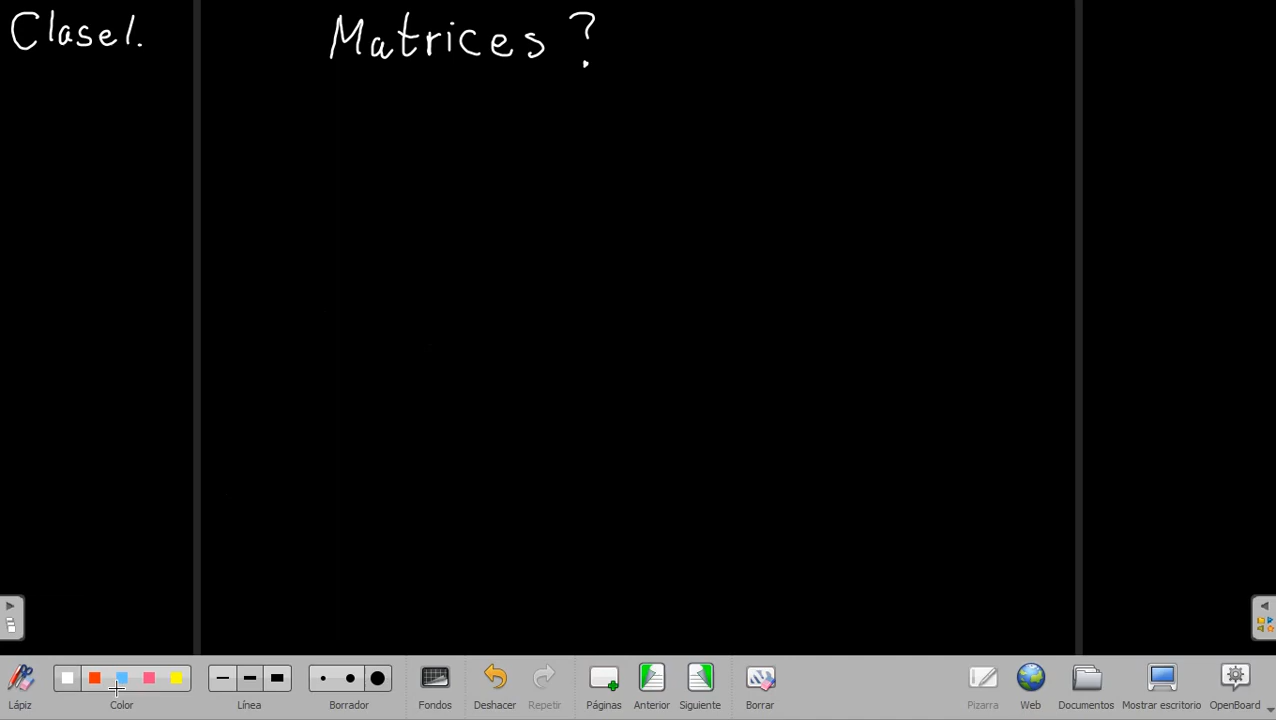 Clase1. Matrices ?
Lápiz Color Línea Borrador Fondos Deshacer Repetir Páginas Anterior Siguiente Borrar Pizarra Web Documentos Mostrar escritorio OpenBoard